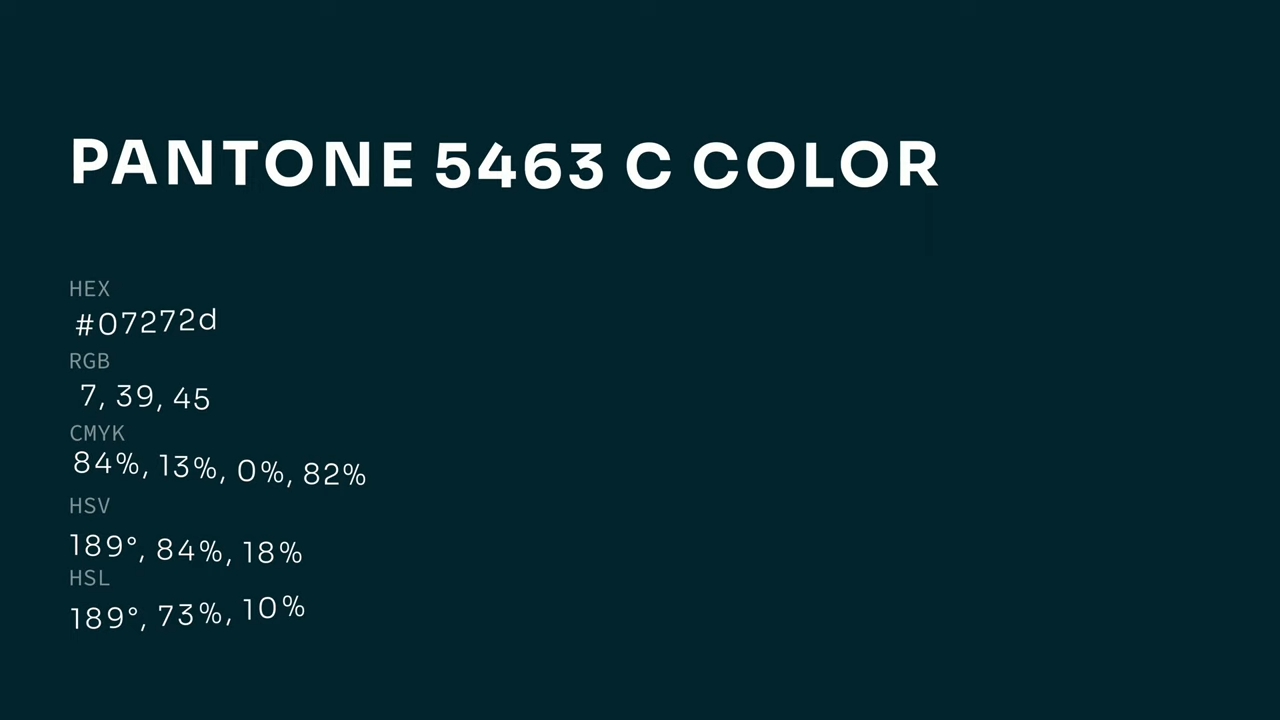 PANTONE 5463 C COLOR
HEX
#07272d
RGB
7, 39, 45
CMYK
84%, 13%, 0%, 82%
HSV
189°, 84%, 18%
HSL
189°, 73%, 10%